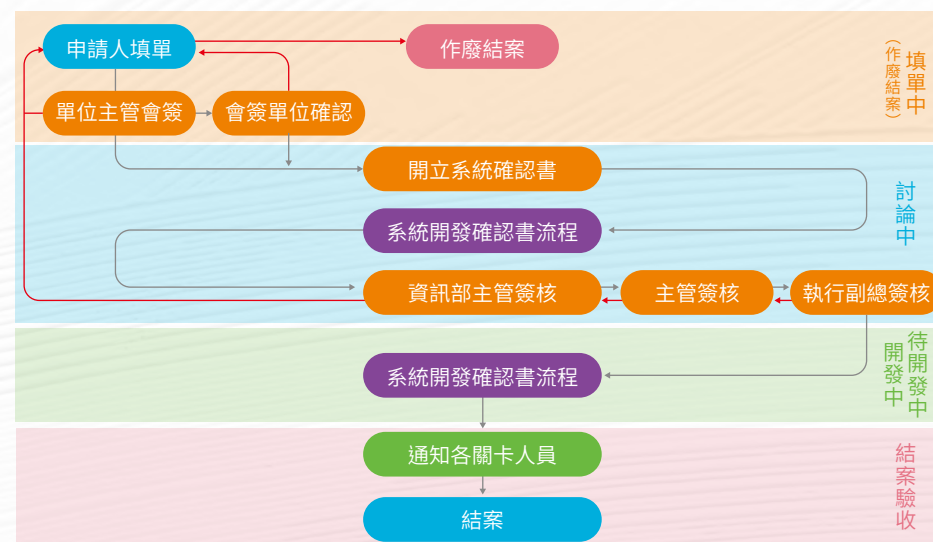 申請人填單
作廢結案
單位主管會簽
會簽單位確認
填單中
（作廢結案）
開立系統確認書
系統開發確認書流程
資訊部主管簽核
主管簽核
執行副總簽核
討論中
系統開發確認書流程
待開發中
開發中
通知各關卡人員
結案
結案驗收